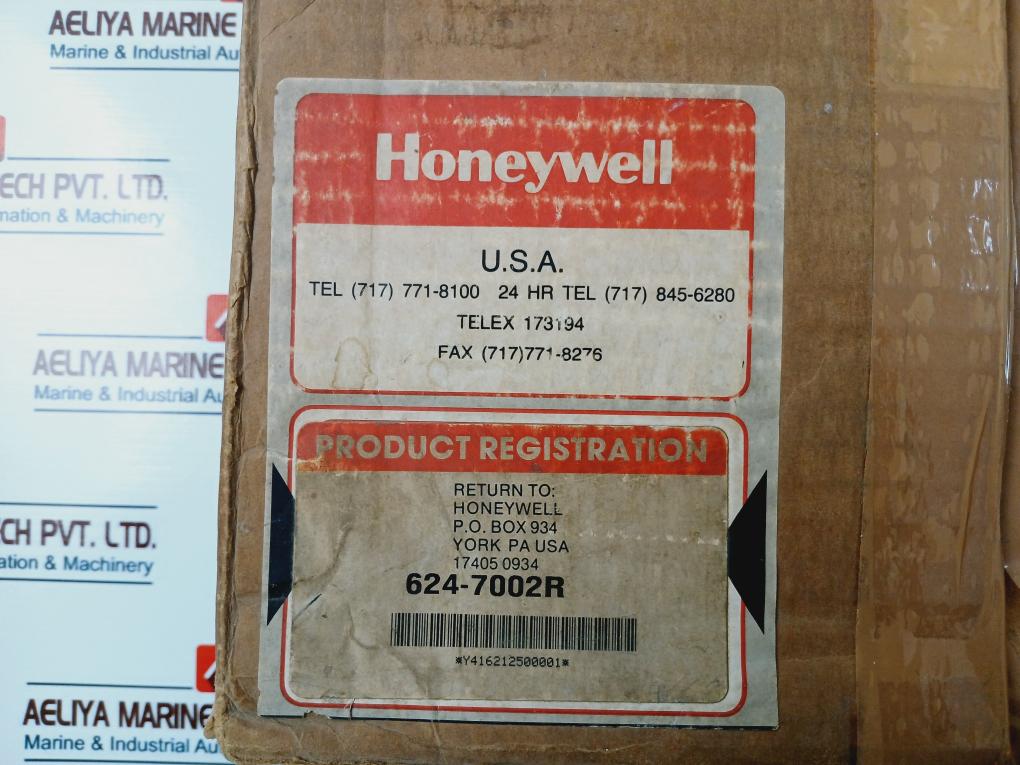 AELIYA MARINE
Marine & Industrial Au
ECH PVT. LTD.
mation & Machinery
AELIYA MARINE
Marine & Industrial Au
ECH PVT. LTD.
ation & Machinery
AELIYA MARINE
Marine & Industrial Au
Honeywell
U.S.A.
TEL (717) 771-8100 24 HR TEL (717) 845-6280
TELEX 173194
FAX (717)771-8276
PRODUCT REGISTRATION
RETURN TO:
HONEYWELL
P.O. BOX 934
YORK PA USA
17405 0934
624-7002R
*Y416212500001*